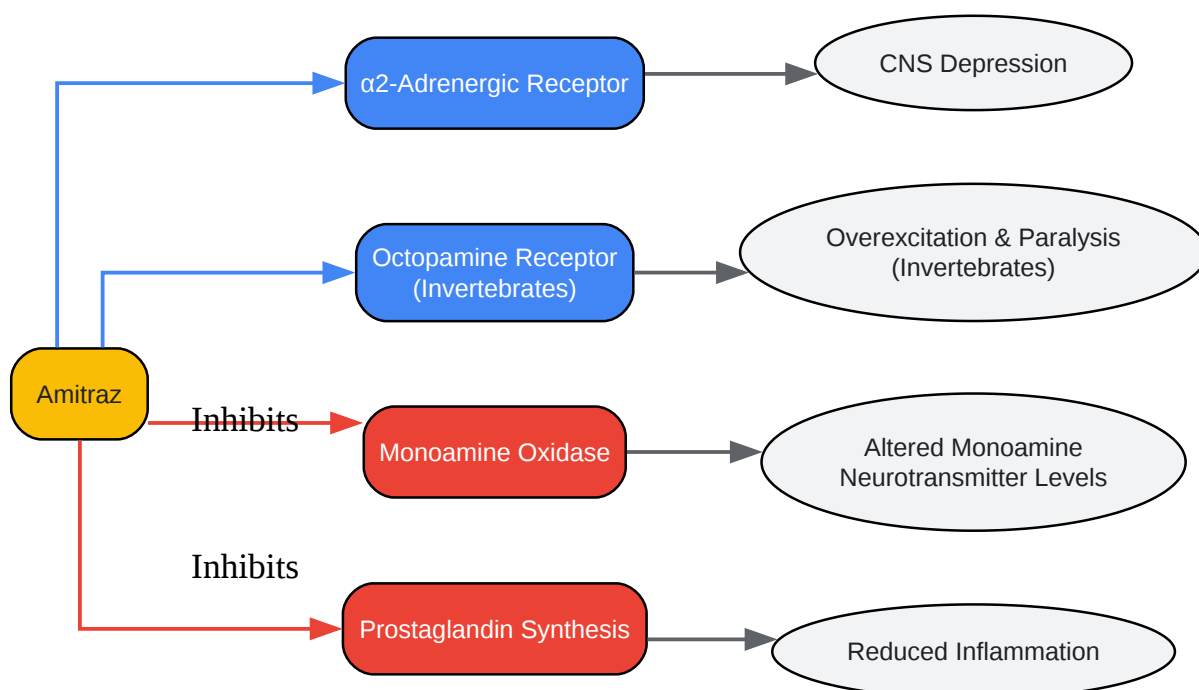 α2-Adrenergic Receptor
CNS Depression
Octopamine Receptor
(Invertebrates)
Overexcitation & Paralysis
(Invertebrates)
Amitraz
Inhibits
Monoamine Oxidase
Altered Monoamine
Neurotransmitter Levels
Inhibits
Prostaglandin Synthesis
Reduced Inflammation